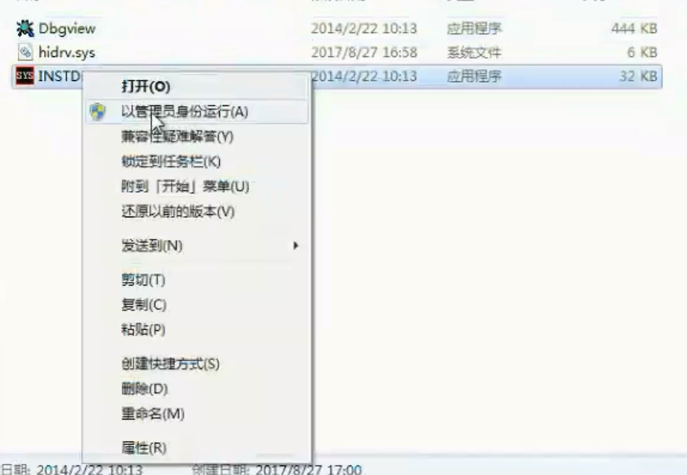 Dbgview 2014/2/22 10:13 应用程序 444 KB
hidrv.sys 2017/8/27 16:58 系统文件 6 KB
INSTD 2014/2/22 10:13 应用程序 32 KB
打开(O)
以管理员身份运行(A)
兼容性疑难解答(Y)
锁定到任务栏(K)
附到「开始」菜单(U)
还原以前的版本(V)
发送到(N)
剪切(T)
复制(C)
粘贴(P)
创建快捷方式(S)
删除(D)
重命名(M)
属性(R)
日期: 2014/2/22 10:13 创建日期: 2017/8/27 17:00